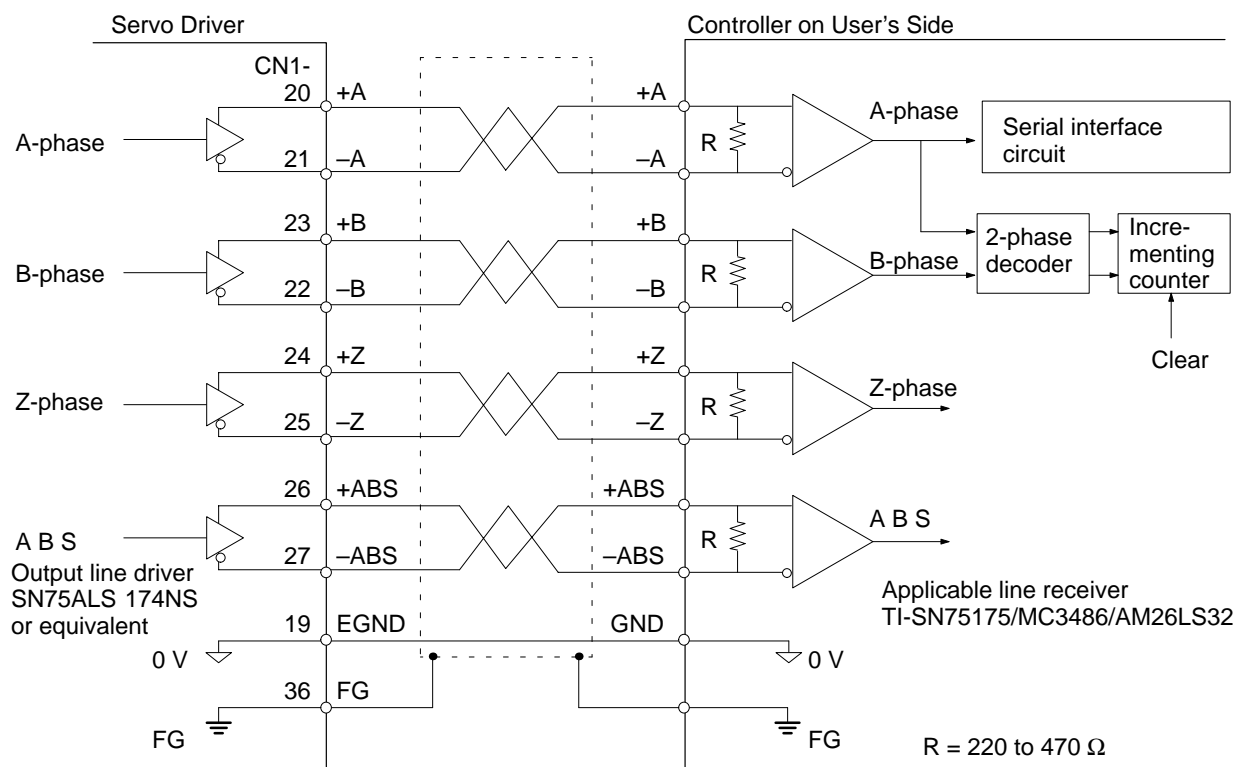 Servo Driver
Controller on User's Side
CN1-
20 +A +A
A-phase
21 –A –A
R
A-phase
Serial interface
circuit
23 +B +B
B-phase
22 –B –B
R
B-phase
2-phase
decoder
Incre-
menting
counter
Clear
24 +Z +Z
Z-phase
25 –Z –Z
R
Z-phase
26 +ABS +ABS
A B S
27 –ABS –ABS
R
A B S
Output line driver
SN75ALS 174NS
or equivalent
Applicable line receiver
TI-SN75175/MC3486/AM26LS32
19 EGND GND
0 V 0 V
36 FG
FG FG
R = 220 to 470 Ω